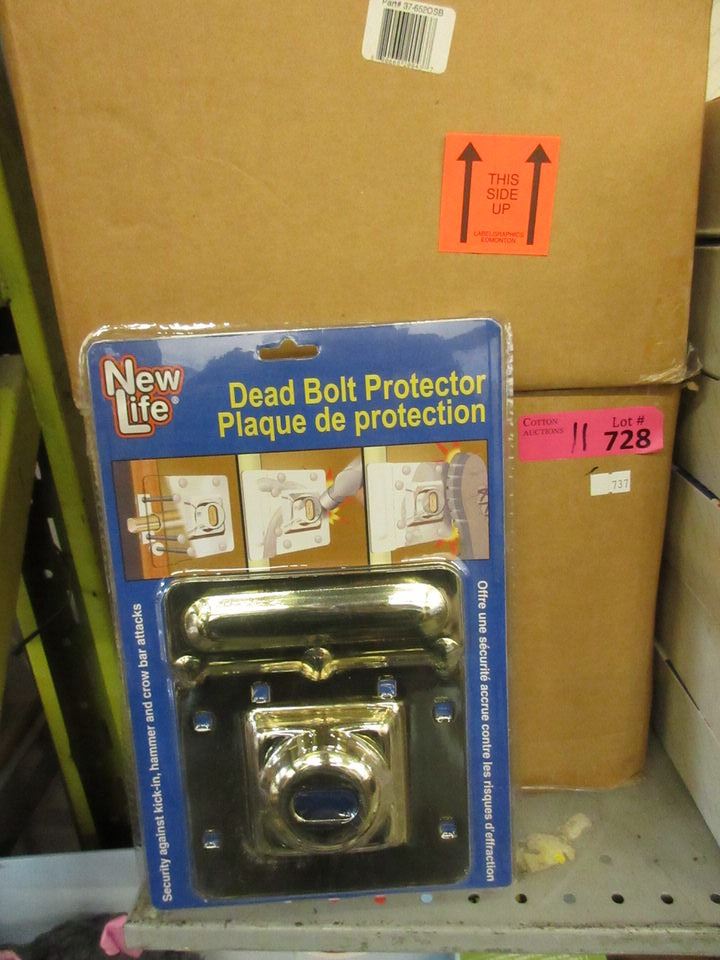 Part# 37-652OSB
THIS
SIDE
UP
LABELGRAPHICS
EDMONTON
New
Life®
Dead Bolt Protector
Plaque de protection
COTTON
AUCTIONS
11
Lot #
728
737
Security against kick-in, hammer and crow bar attacks
Offre une sécurité accrue contre les risques d'effraction